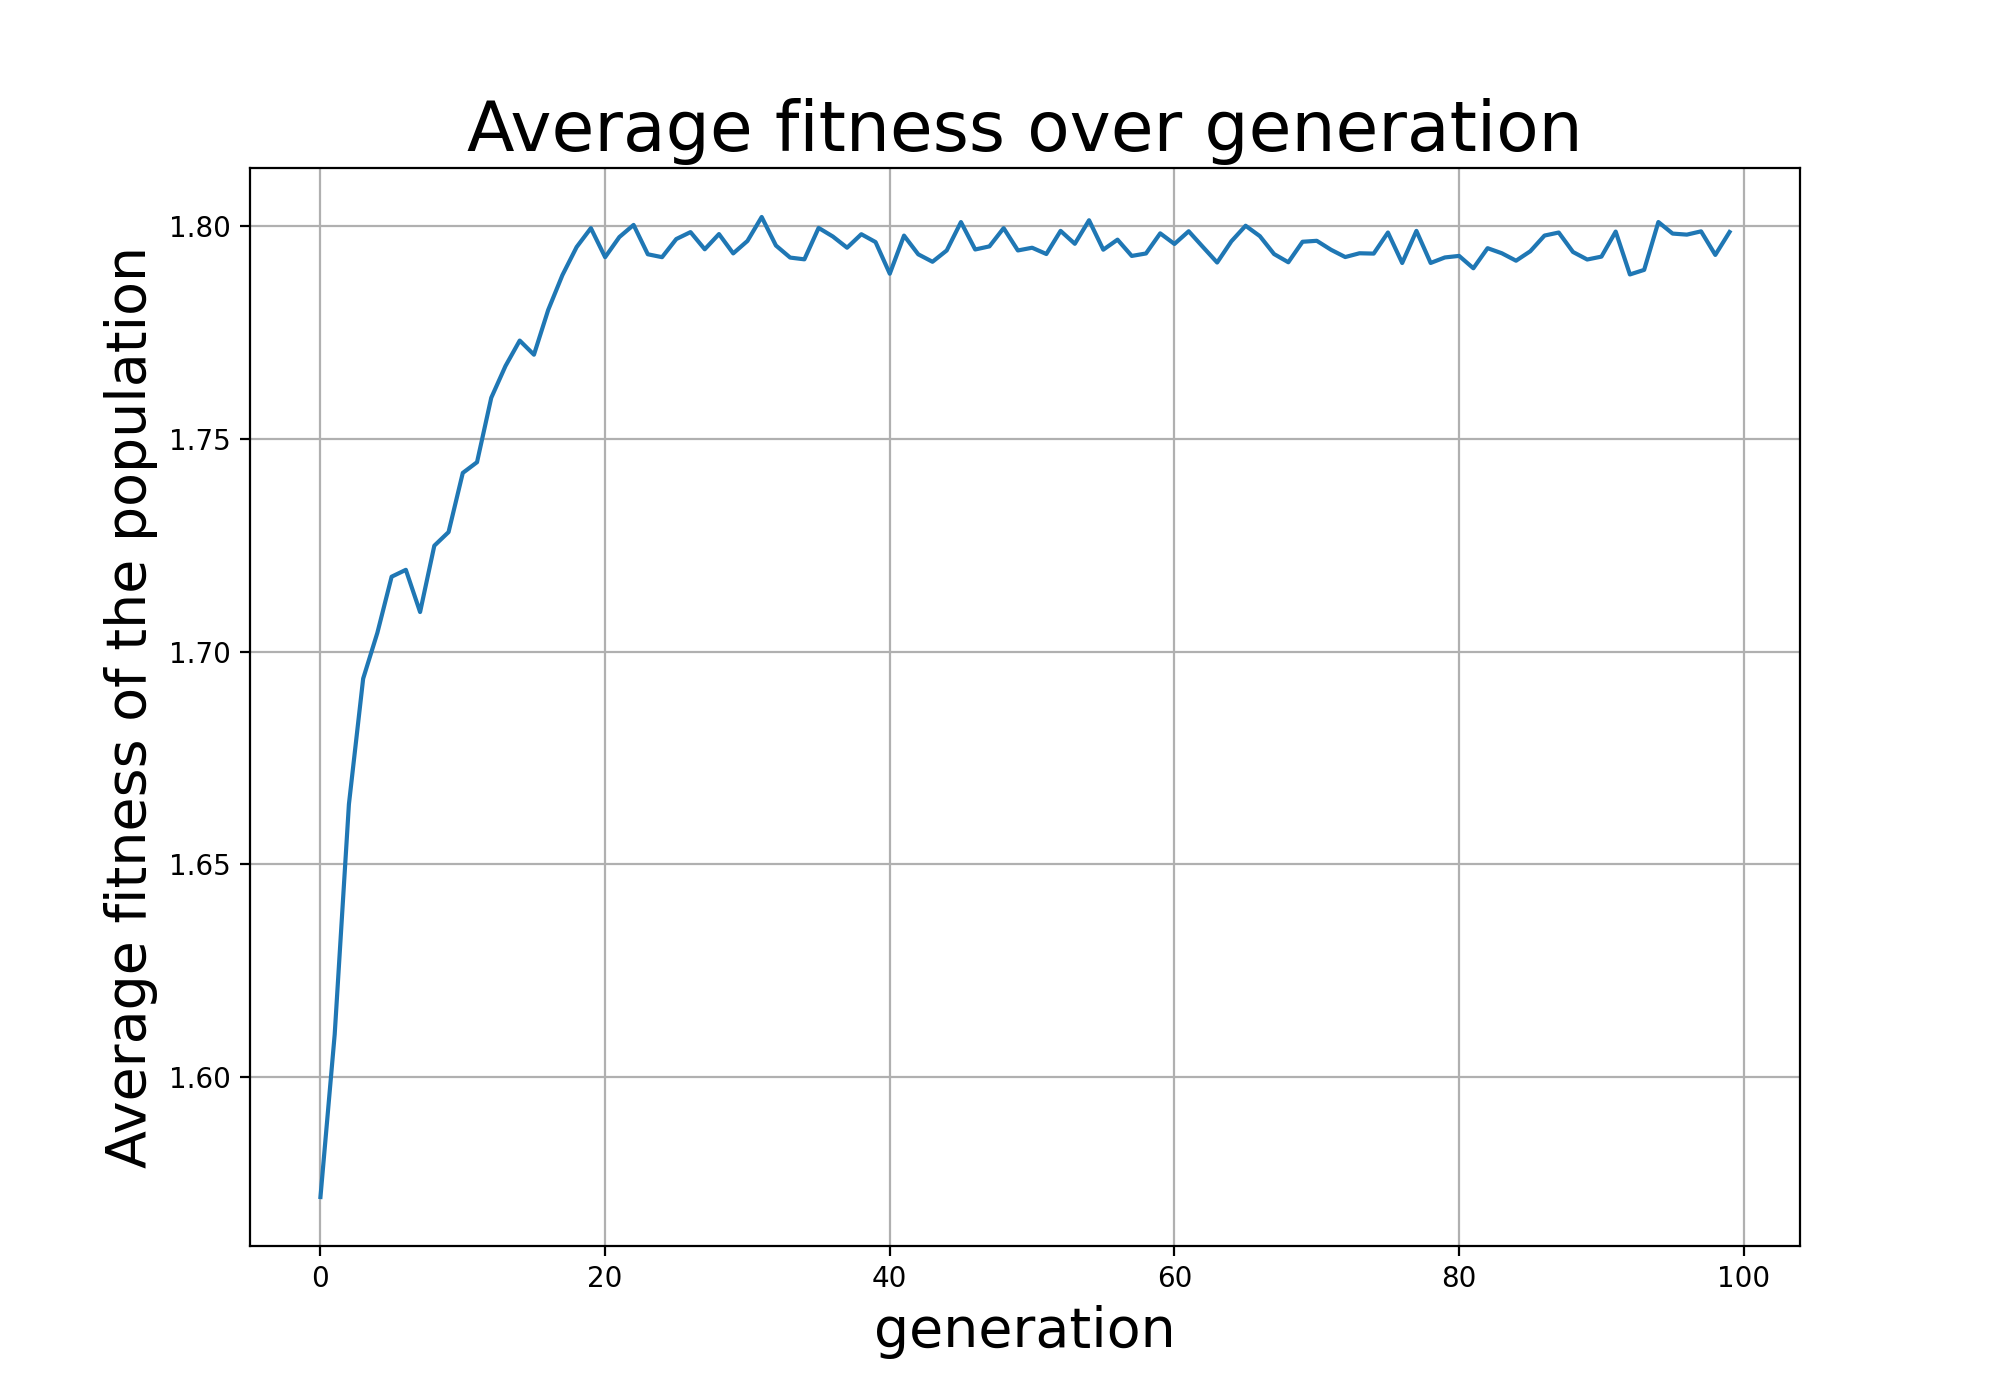 Average fitness over generation
Average fitness of the population
1.80
1.75
1.70
1.65
1.60
0 20 40 60 80 100
generation